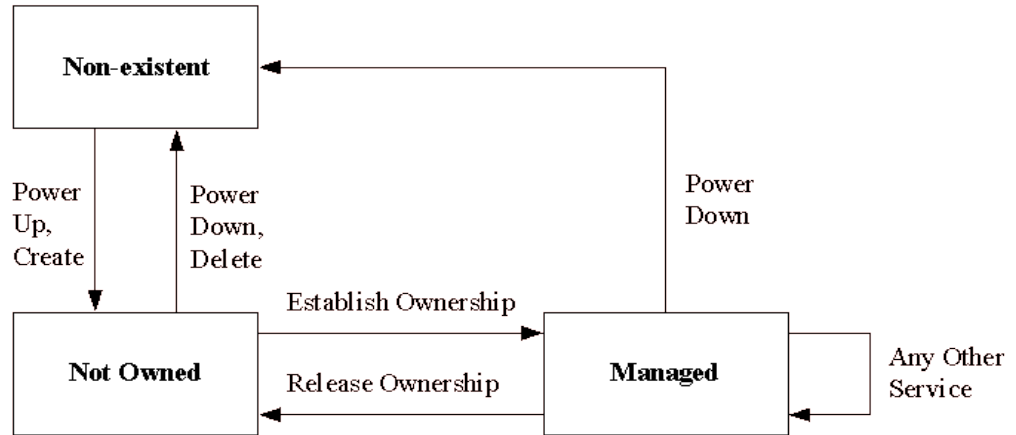 Non-existent
Power
Up,
Create
Power
Down,
Delete
Power
Down
Establish Ownership
Not Owned
Release Ownership
Managed
Any Other
Service